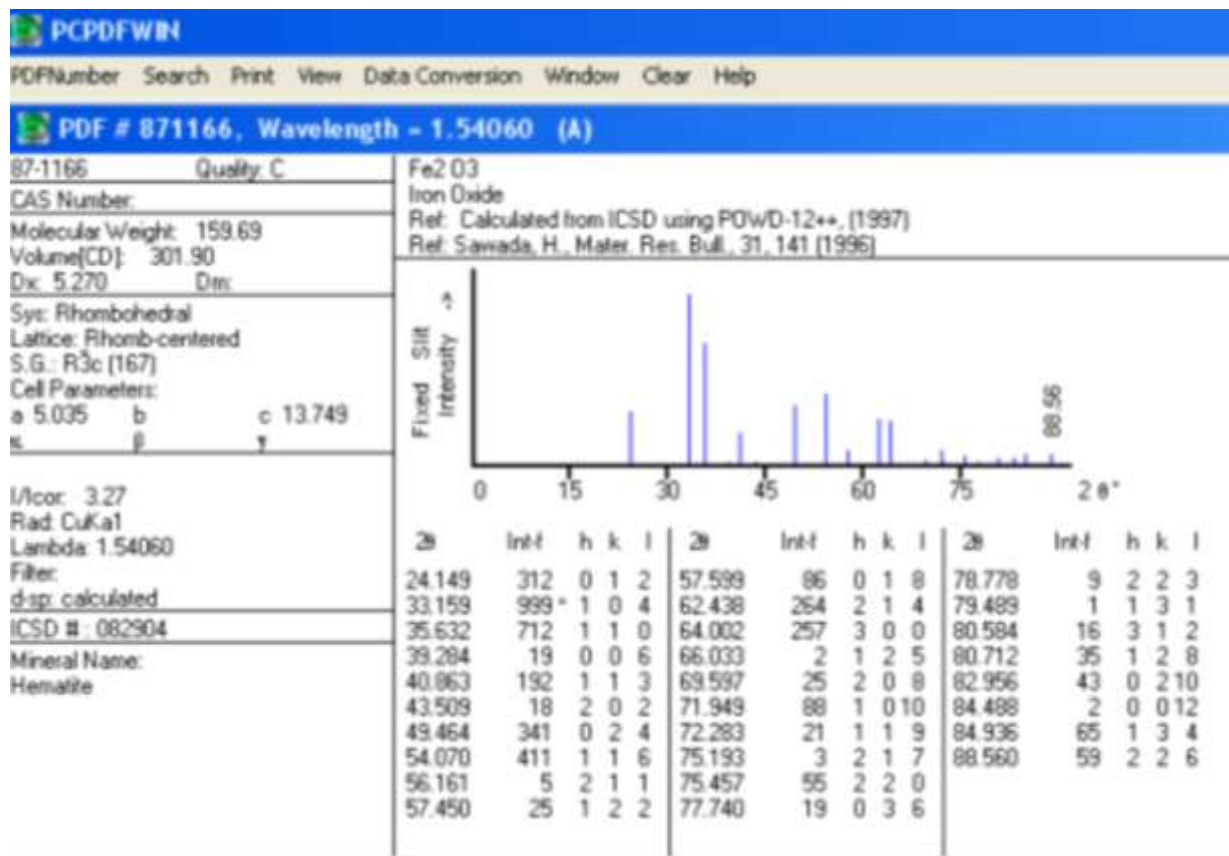 PCPDFWIN
PDFNumber Search Print View Data Conversion Window Clear Help
PDF # 871166, Wavelength = 1.54060 (A)
87-1166 Quality: C
CAS Number:
Molecular Weight: 159.69
Volume[CD]: 301.90
Dx: 5.270 Dm:
Sys: Rhombohedral
Lattice: Rhomb-centered
S.G.: R3̄c (167)
Cell Parameters:
a 5.035 b c 13.749
β γ
I/Icor: 3.27
Rad: CuKa1
Lambda: 1.54060
Filter:
d-sp: calculated
ICSD # : 082904
Mineral Name:
Hematite
Fe2 O3
Iron Oxide
Ref: Calculated from ICSD using POWD-12++, (1997)
Ref: Sawada, H., Mater. Res. Bull., 31, 141 (1996)
Fixed Slit
Intensity ->
88.56
0 15 30 45 60 75 2 θ°
2θ Int-f h k l
24.149 312 0 1 2
33.159 999 * 1 0 4
35.632 712 1 1 0
39.284 19 0 0 6
40.863 192 1 1 3
43.509 18 2 0 2
49.464 341 0 2 4
54.070 411 1 1 6
56.161 5 2 1 1
57.450 25 1 2 2
2θ Int-f h k l
57.599 86 0 1 8
62.438 264 2 1 4
64.002 257 3 0 0
66.033 2 1 2 5
69.597 25 2 0 8
71.949 88 1 0 10
72.283 21 1 1 9
75.193 3 2 1 7
75.457 55 2 2 0
77.740 19 0 3 6
2θ Int-f h k l
78.778 9 2 2 3
79.489 1 1 3 1
80.584 16 3 1 2
80.712 35 1 2 8
82.956 43 0 2 10
84.488 2 0 0 12
84.936 65 1 3 4
88.560 59 2 2 6